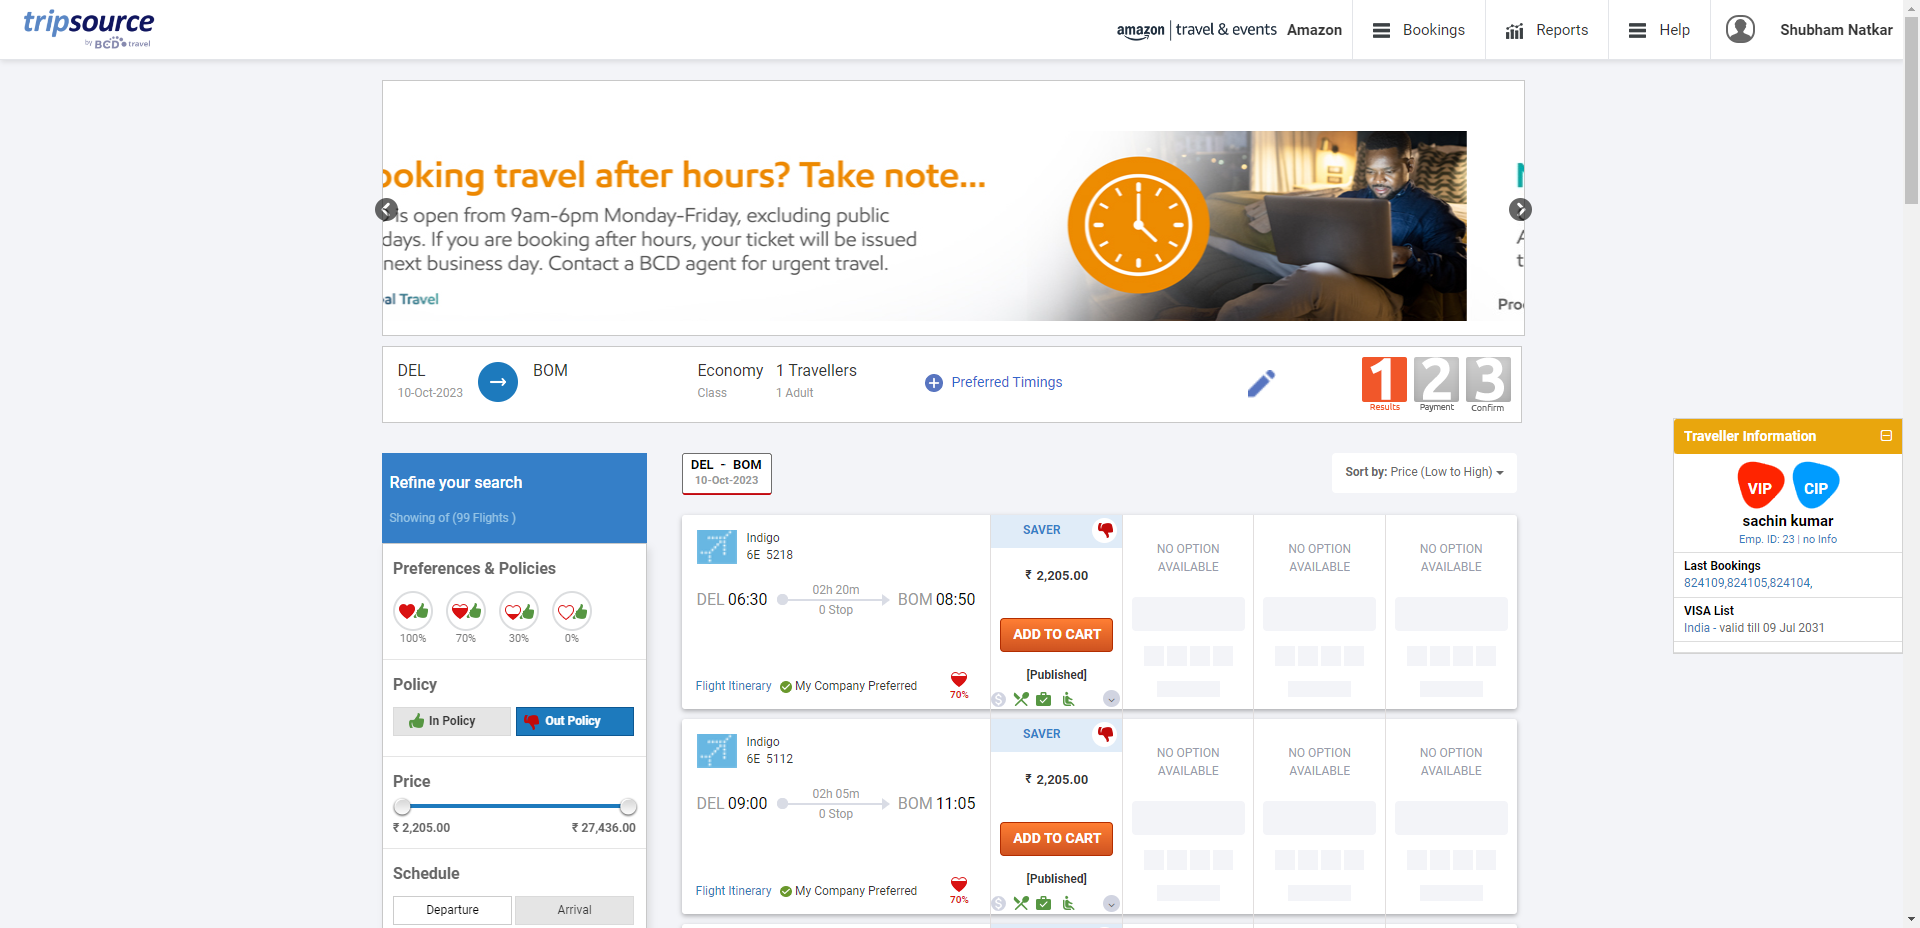 tripsource
by BCD travel
amazon | travel & events Amazon
Bookings
Reports
Help
Shubham Natkar
ooking travel after hours? Take note...
is open from 9am-6pm Monday-Friday, excluding public
days. If you are booking after hours, your ticket will be issued
next business day. Contact a BCD agent for urgent travel.
al Travel
DEL
10-Oct-2023
BOM
Economy
Class
1 Travellers
1 Adult
Preferred Timings
1 Results
2 Payment
3 Confirm
Traveller Information
VIP
CIP
sachin kumar
Emp. ID: 23 | no Info
Last Bookings
824109,824105,824104,
VISA List
India - valid till 09 Jul 2031
Refine your search
Showing of (99 Flights )
Preferences & Policies
100% 70% 30% 0%
Policy
In Policy
Out Policy
Price
₹ 2,205.00 ₹ 27,436.00
Schedule
Departure Arrival
DEL - BOM
10-Oct-2023
Sort by: Price (Low to High)
Indigo
6E 5218
DEL 06:30
02h 20m
0 Stop
BOM 08:50
Flight Itinerary
My Company Preferred
70%
SAVER
₹ 2,205.00
ADD TO CART
[Published]
NO OPTION
AVAILABLE
NO OPTION
AVAILABLE
NO OPTION
AVAILABLE
Indigo
6E 5112
DEL 09:00
02h 05m
0 Stop
BOM 11:05
Flight Itinerary
My Company Preferred
70%
SAVER
₹ 2,205.00
ADD TO CART
[Published]
NO OPTION
AVAILABLE
NO OPTION
AVAILABLE
NO OPTION
AVAILABLE